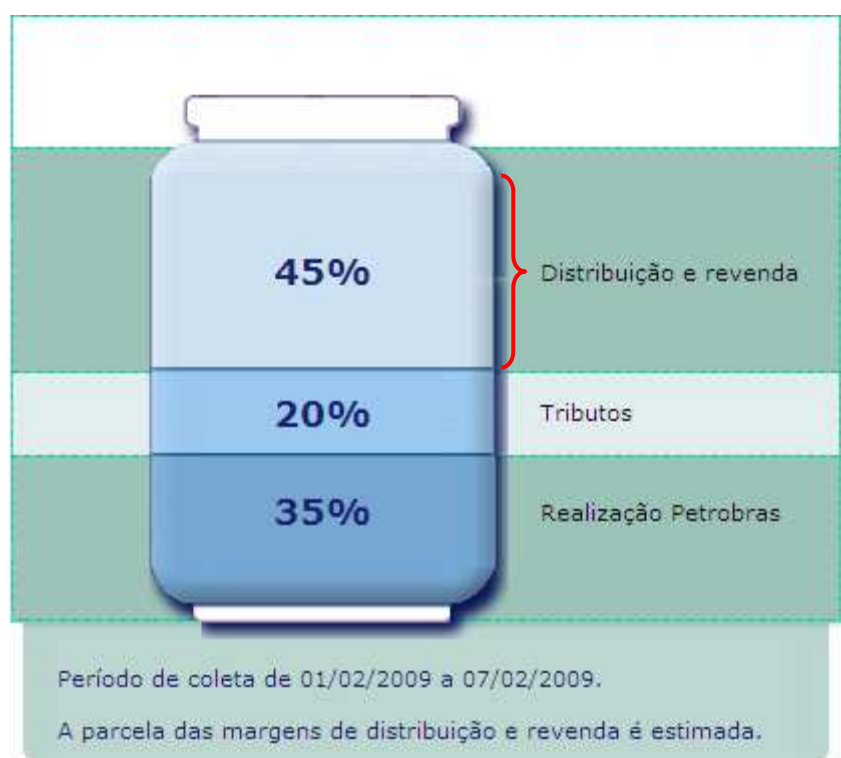 45%
Distribuição e revenda
20%
Tributos
35%
Realização Petrobras
Período de coleta de 01/02/2009 a 07/02/2009.
A parcela das margens de distribuição e revenda é estimada.